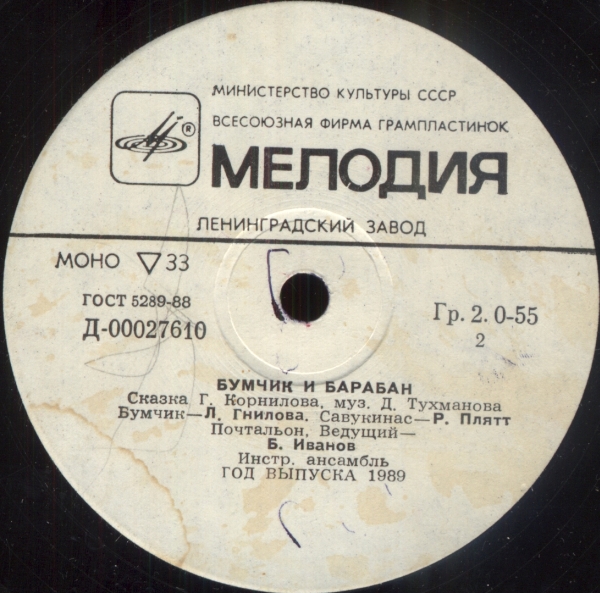 МИНИСТЕРСТВО КУЛЬТУРЫ СССР
ВСЕСОЮЗНАЯ ФИРМА ГРАМПЛАСТИНОК
®
МЕЛОДИЯ
ЛЕНИНГРАДСКИЙ ЗАВОД
МОНО ▽ 33
ГОСТ 5289-88
Д-00027610
Гр. 2. 0-55
2
БУМЧИК И БАРАБАН
Сказка Г. Корнилова, муз. Д. Тухманова
Бумчик—Л. Гнилова, Савукинас—Р. Плятт
Почтальон, Ведущий—
Б. Иванов
Инстр. ансамбль
ГОД ВЫПУСКА 1989